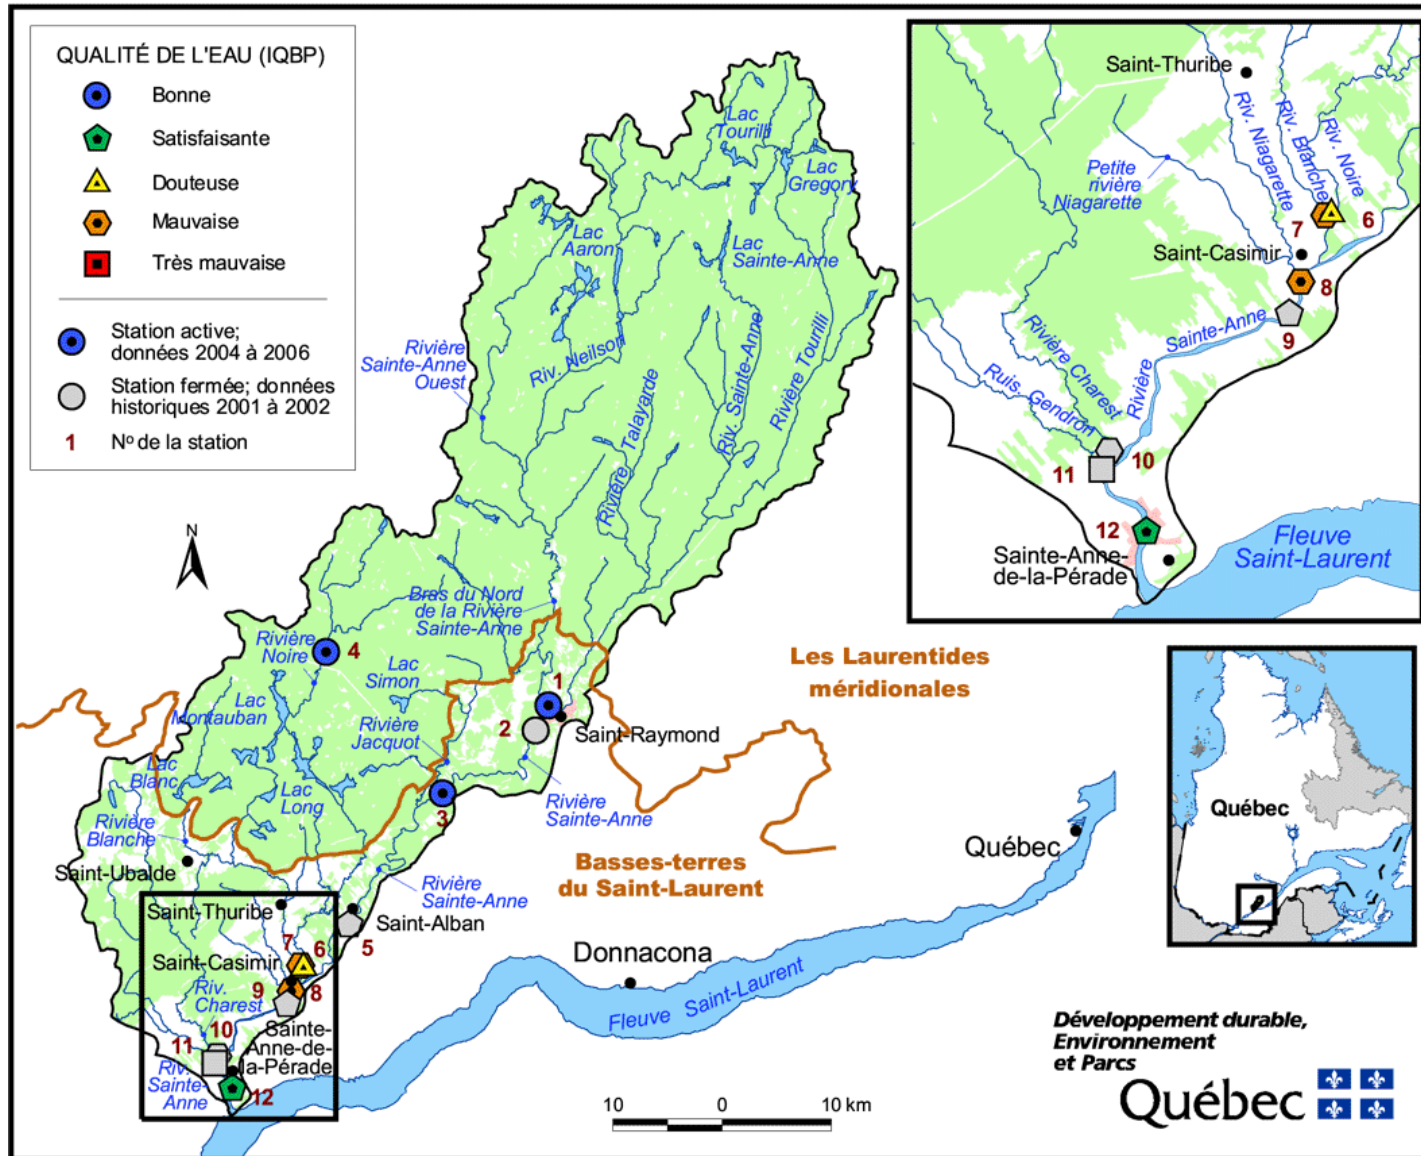 QUALITÉ DE L'EAU (IQBP)
Bonne
Satisfaisante
Douteuse
Mauvaise
Très mauvaise
Station active;
données 2004 à 2006
Station fermée; données
historiques 2001 à 2002
1 Nº de la station
N
Lac
Tourilli
Lac
Gregory
Lac
Aaron
Lac
Sainte-Anne
Rivière
Sainte-Anne
Ouest
Riv. Neilson
Rivière Talayarde
Riv. Sainte-Anne
Rivière Tourilli
Bras du Nord
de la Rivière
Sainte-Anne
Rivière
Noire
4
Lac
Simon
Lac
Montauban
Rivière
Jacquot
1
2
Saint-Raymond
Lac
Blanc
Lac
Long
3
Rivière
Sainte-Anne
Rivière
Blanche
Saint-Ubalde
Rivière
Sainte-Anne
Saint-Thuribe
Saint-Alban
5
7
6
Saint-Casimir
9
8
Riv.
Charest
10
11
Sainte-
Anne-de-
la-Pérade
Riv.
Sainte-
Anne
12
Les Laurentides
méridionales
Basses-terres
du Saint-Laurent
Québec
Donnacona
Fleuve Saint-Laurent
10 0 10 km
Saint-Thuribe
Riv. Niagarette
Riv. Blanche
Riv. Noire
Petite
rivière
Niagarette
7
6
Saint-Casimir
8
9
Rivière Sainte-Anne
Rivière Charest
Ruis. Gendron
10
11
12
Sainte-Anne-
de-la-Pérade
Fleuve
Saint-Laurent
Québec
Développement durable,
Environnement
et Parcs
Québec